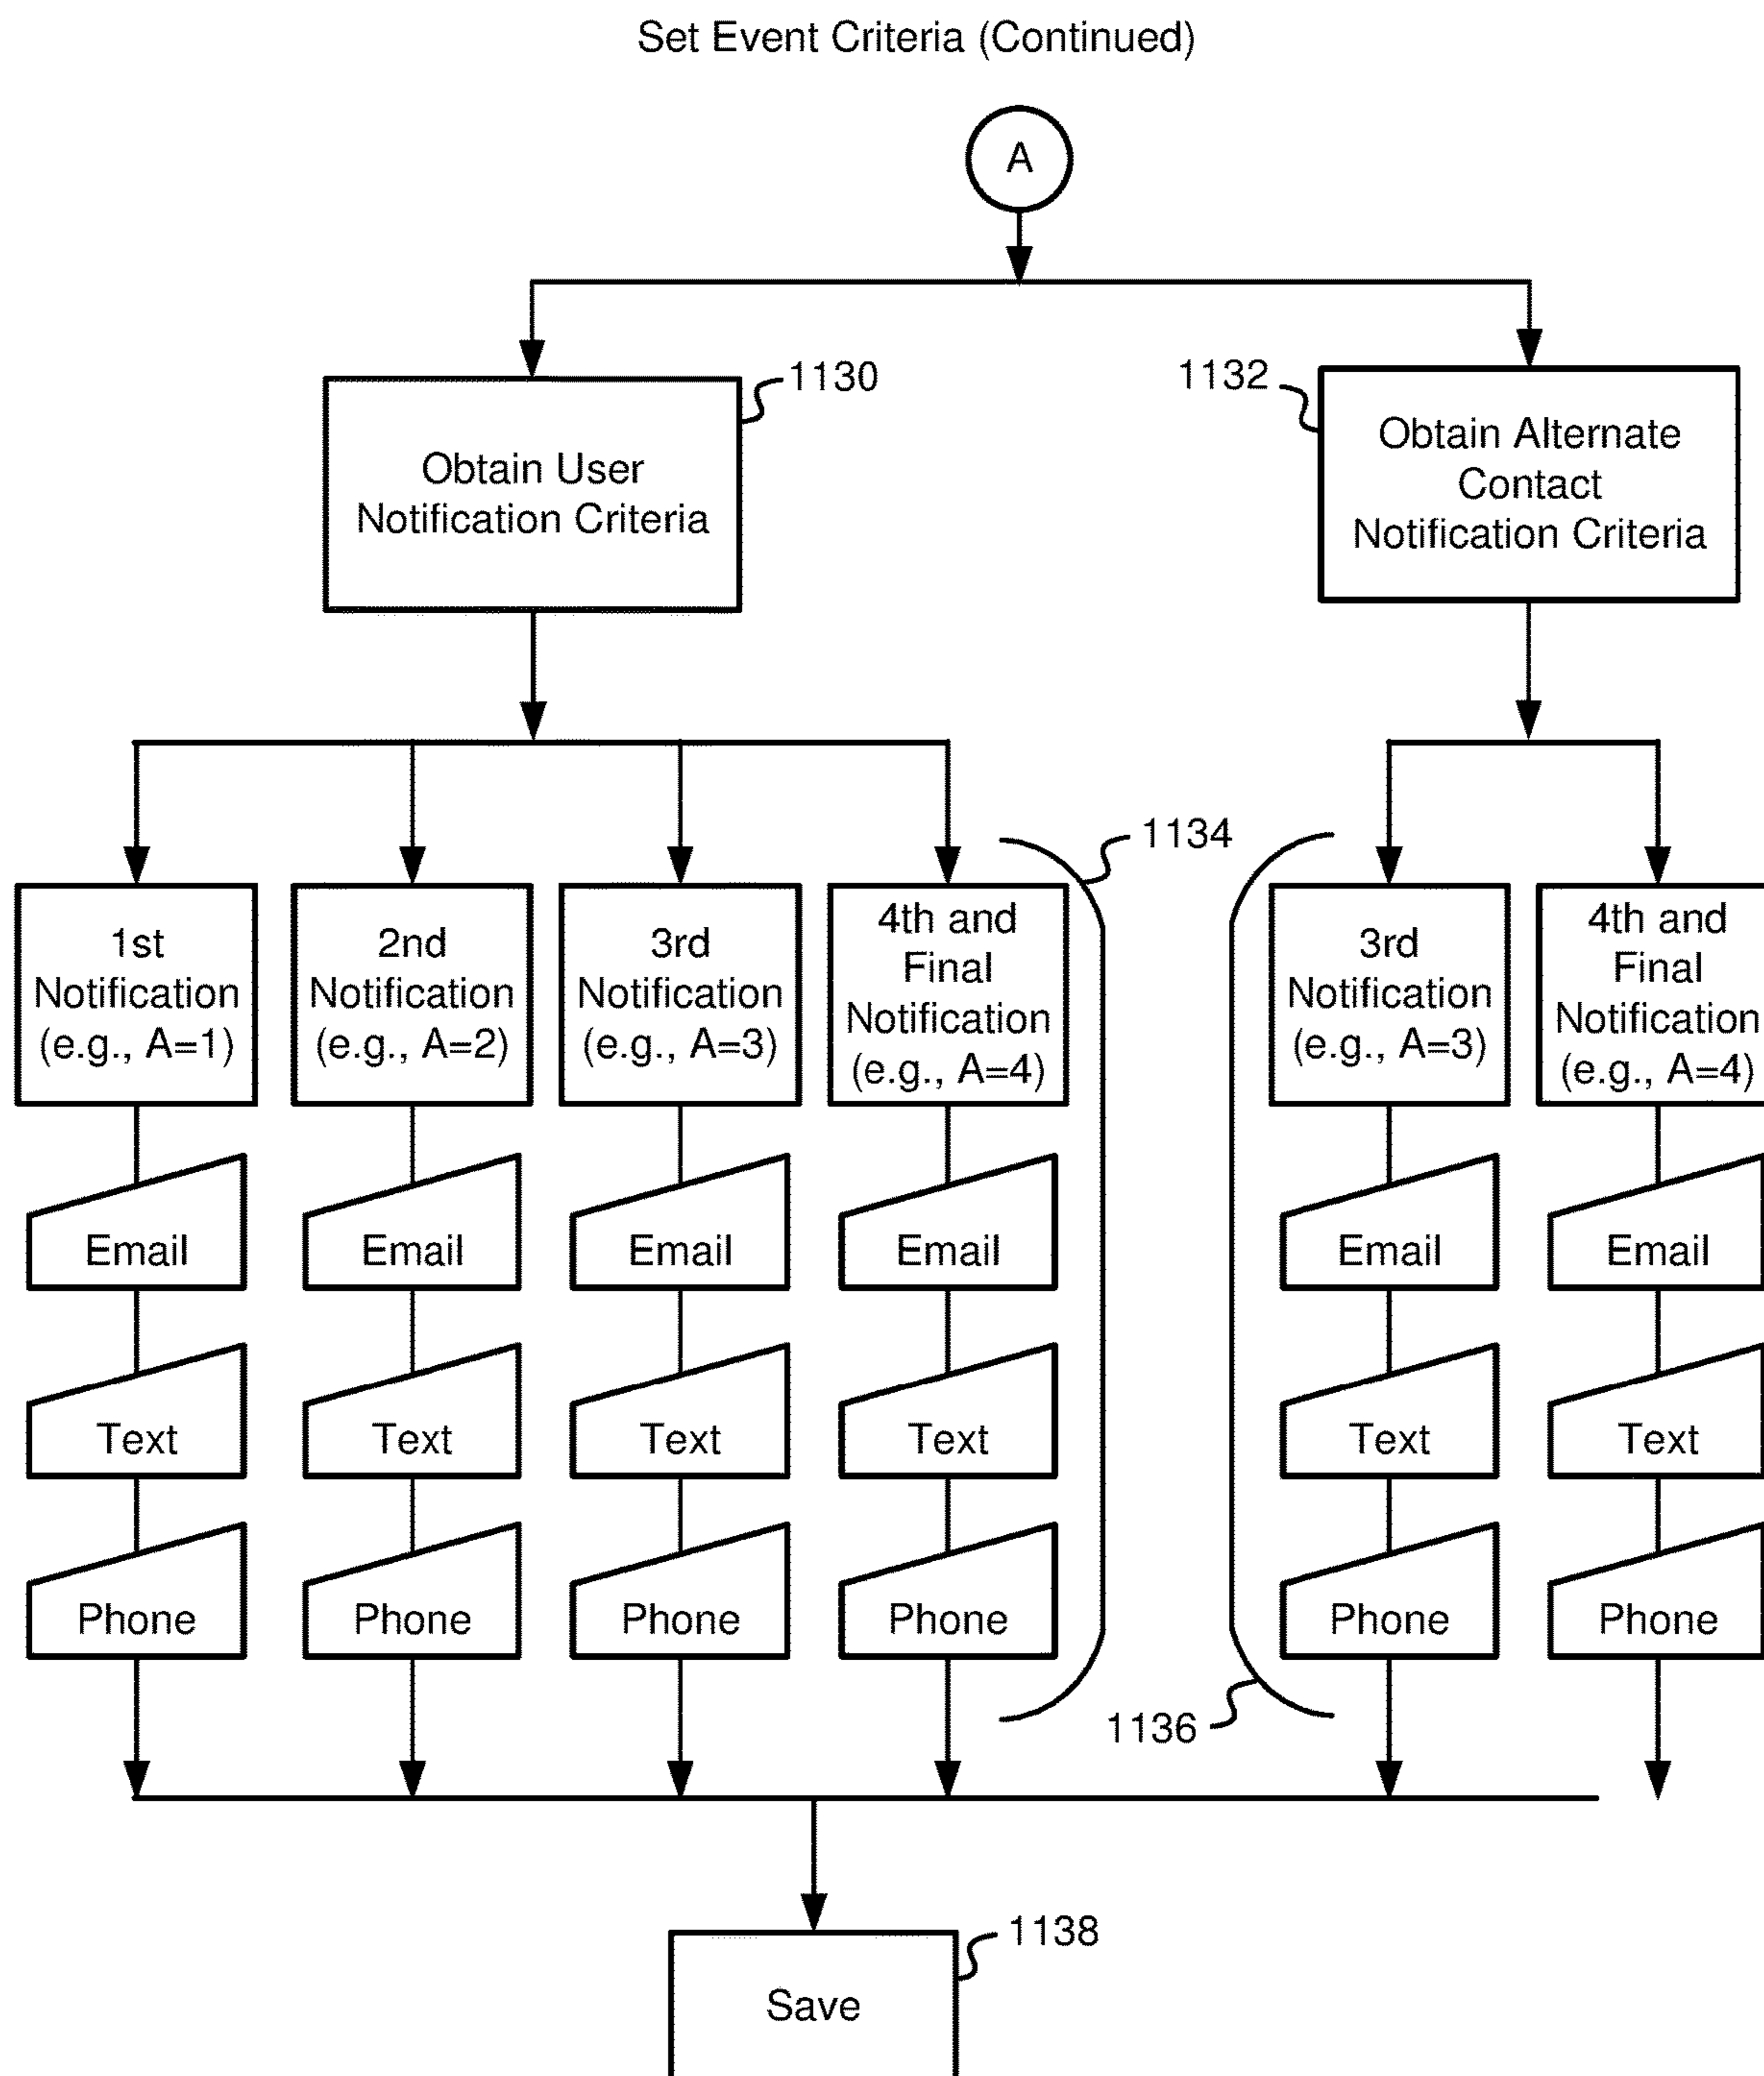 Set Event Criteria (Continued)
A
1130
Obtain User
Notification Criteria
1132
Obtain Alternate
Contact
Notification Criteria
1134
1st
Notification
(e.g., A=1)
2nd
Notification
(e.g., A=2)
3rd
Notification
(e.g., A=3)
4th and
Final
Notification
(e.g., A=4)
3rd
Notification
(e.g., A=3)
4th and
Final
Notification
(e.g., A=4)
Email
Email
Email
Email
Email
Email
Text
Text
Text
Text
Text
Text
Phone
Phone
Phone
Phone
Phone
Phone
1136
1138
Save